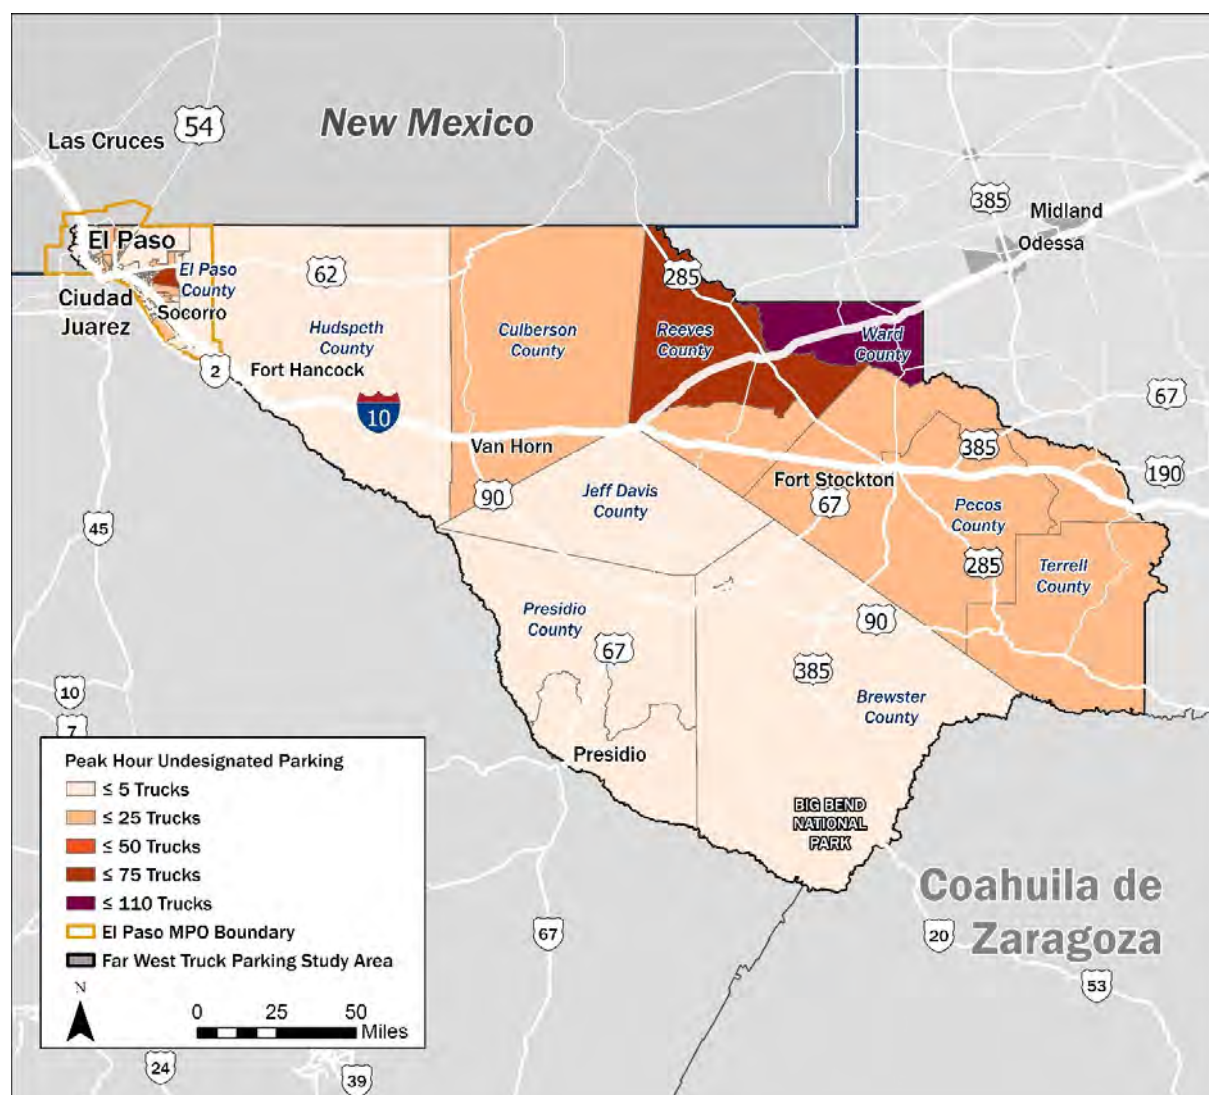 54
New Mexico
Las Cruces
385
Midland
Odessa
El Paso
El Paso
County
62
285
Ciudad
Juarez
Socorro
Hudspeth
County
Culberson
County
Reeves
County
Ward
County
2
Fort Hancock
10
67
Van Horn
385
190
90
Jeff Davis
County
Fort Stockton
67
Pecos
County
45
285
Terrell
County
Presidio
County
90
67
385
Brewster
County
10
7
Presidio
BIG BEND
NATIONAL
PARK
Peak Hour Undesignated Parking
≤ 5 Trucks
≤ 25 Trucks
≤ 50 Trucks
≤ 75 Trucks
≤ 110 Trucks
El Paso MPO Boundary
Far West Truck Parking Study Area
N
0 25 50
Miles
Coahuila de
Zaragoza
67
20
53
24
39